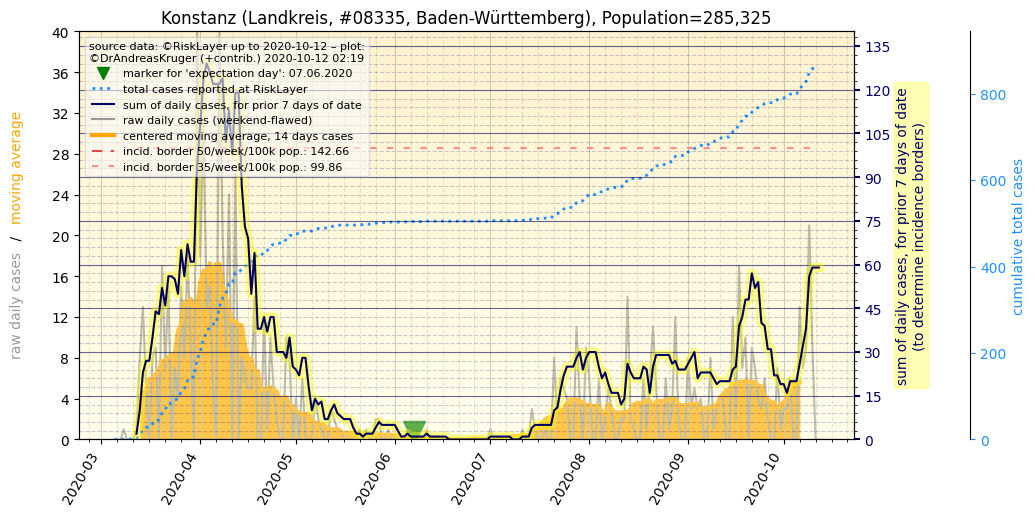 Konstanz (Landkreis, #08335, Baden-Württemberg), Population=285,325
source data: ©RiskLayer up to 2020-10-12 – plot:
©DrAndreasKruger (+contrib.) 2020-10-12 02:19
marker for 'expectation day': 07.06.2020
total cases reported at RiskLayer
sum of daily cases, for prior 7 days of date
raw daily cases (weekend-flawed)
centered moving average, 14 days cases
incid. border 50/week/100k pop.: 142.66
incid. border 35/week/100k pop.: 99.86
raw daily cases / moving average
40
36
32
28
24
20
16
12
8
4
0
2020-03
2020-04
2020-05
2020-06
2020-07
2020-08
2020-09
2020-10
135
120
105
90
75
60
45
30
15
0
sum of daily cases, for prior 7 days of date
(to determine incidence borders)
800
600
400
200
0
cumulative total cases